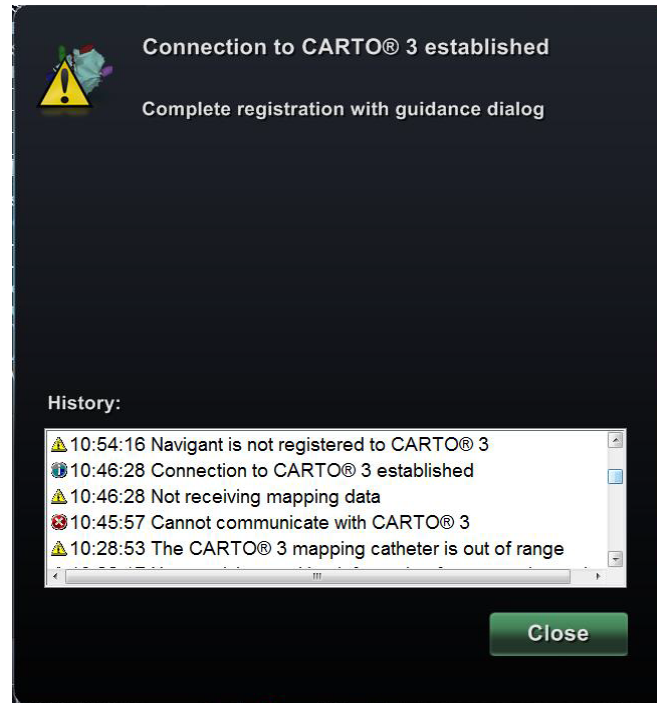 Connection to CARTO® 3 established
Complete registration with guidance dialog
History:
10:54:16 Navigant is not registered to CARTO® 3
10:46:28 Connection to CARTO® 3 established
10:46:28 Not receiving mapping data
10:45:57 Cannot communicate with CARTO® 3
10:28:53 The CARTO® 3 mapping catheter is out of range
Close